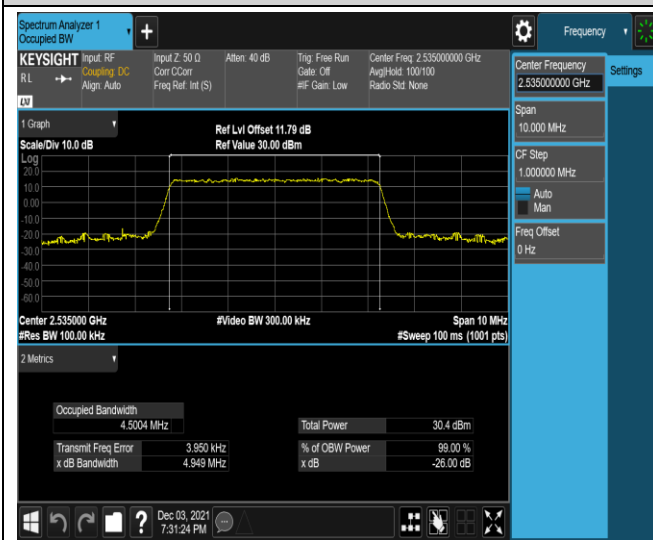 Spectrum Analyzer 1
Occupied BW
+
Frequency
KEYSIGHT
Input: RF
Coupling: DC
Align: Auto
Input Z: 50 Ω
Corr CCorr
Freq Ref: Int (S)
Atten: 40 dB
Trig: Free Run
Gate: Off
#IF Gain: Low
Center Freq: 2.535000000 GHz
Avg|Hold: 100/100
Radio Std: None
RL
LXI
Center Frequency
2.535000000 GHz
Settings
Span
10.000 MHz
CF Step
1.000000 MHz
Auto
Man
Freq Offset
0 Hz
1 Graph
Ref Lvl Offset 11.79 dB
Scale/Div 10.0 dB
Ref Value 30.00 dBm
Log
20.0
10.0
0.00
-10.0
-20.0
-30.0
-40.0
-50.0
-60.0
Center 2.535000 GHz
#Video BW 300.00 kHz
Span 10 MHz
#Res BW 100.00 kHz
#Sweep 100 ms (1001 pts)
2 Metrics
Occupied Bandwidth
4.5004 MHz
Total Power 30.4 dBm
Transmit Freq Error 3.950 kHz
% of OBW Power 99.00 %
x dB Bandwidth 4.949 MHz
x dB -26.00 dB
?
Dec 03, 2021
7:31:24 PM